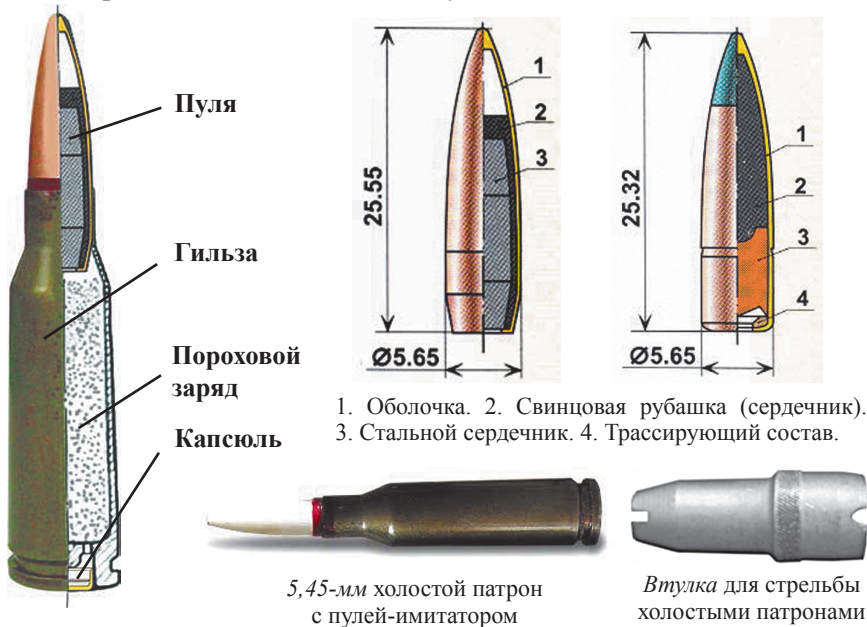 Пуля
Гильза
Пороховой
заряд
Капсюль
25.55
1
2
3
Ø5.65
25.32
1
2
3
4
Ø5.65
1. Оболочка. 2. Свинцовая рубашка (сердечник).
3. Стальной сердечник. 4. Трассирующий состав.
5,45-мм холостой патрон
с пулей-имитатором
Втулка для стрельбы
холостыми патронами